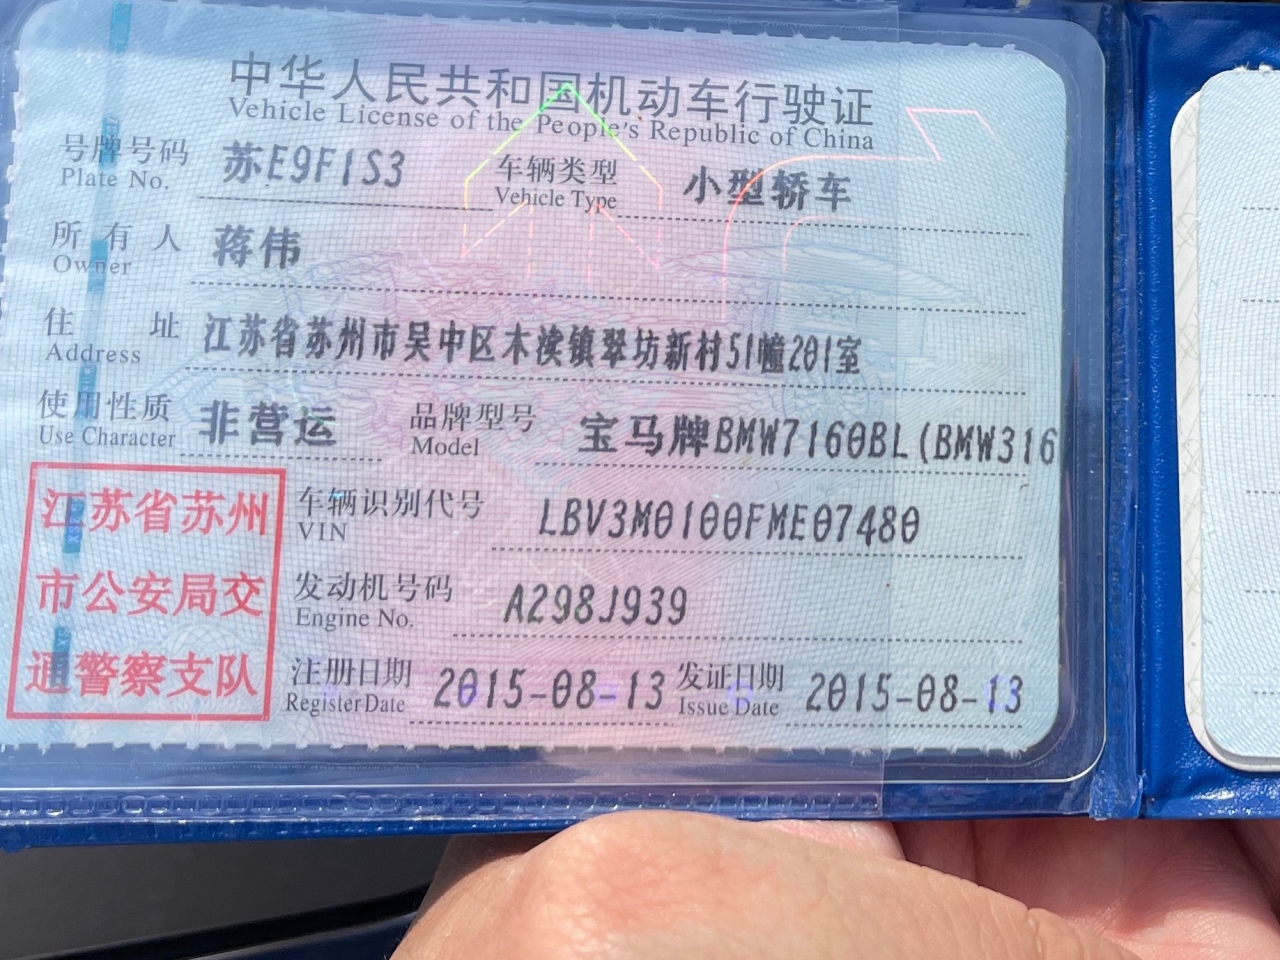 中华人民共和国机动车行驶证
Vehicle License of the People's Republic of China
号牌号码 苏E9F1S3 车辆类型 小型轿车
Plate No. Vehicle Type
所有人 蒋伟
Owner
住址 江苏省苏州市吴中区木渎镇翠坊新村51幢201室
Address
使用性质 非营运 品牌型号 宝马牌BMW7160BL(BMW316
Use Character Model
江苏省苏州
市公安局交
通警察支队
车辆识别代号 LBV3M0100FME07480
VIN
发动机号码 A298J939
Engine No.
注册日期 2015-08-13 发证日期 2015-08-13
Register Date Issue Date